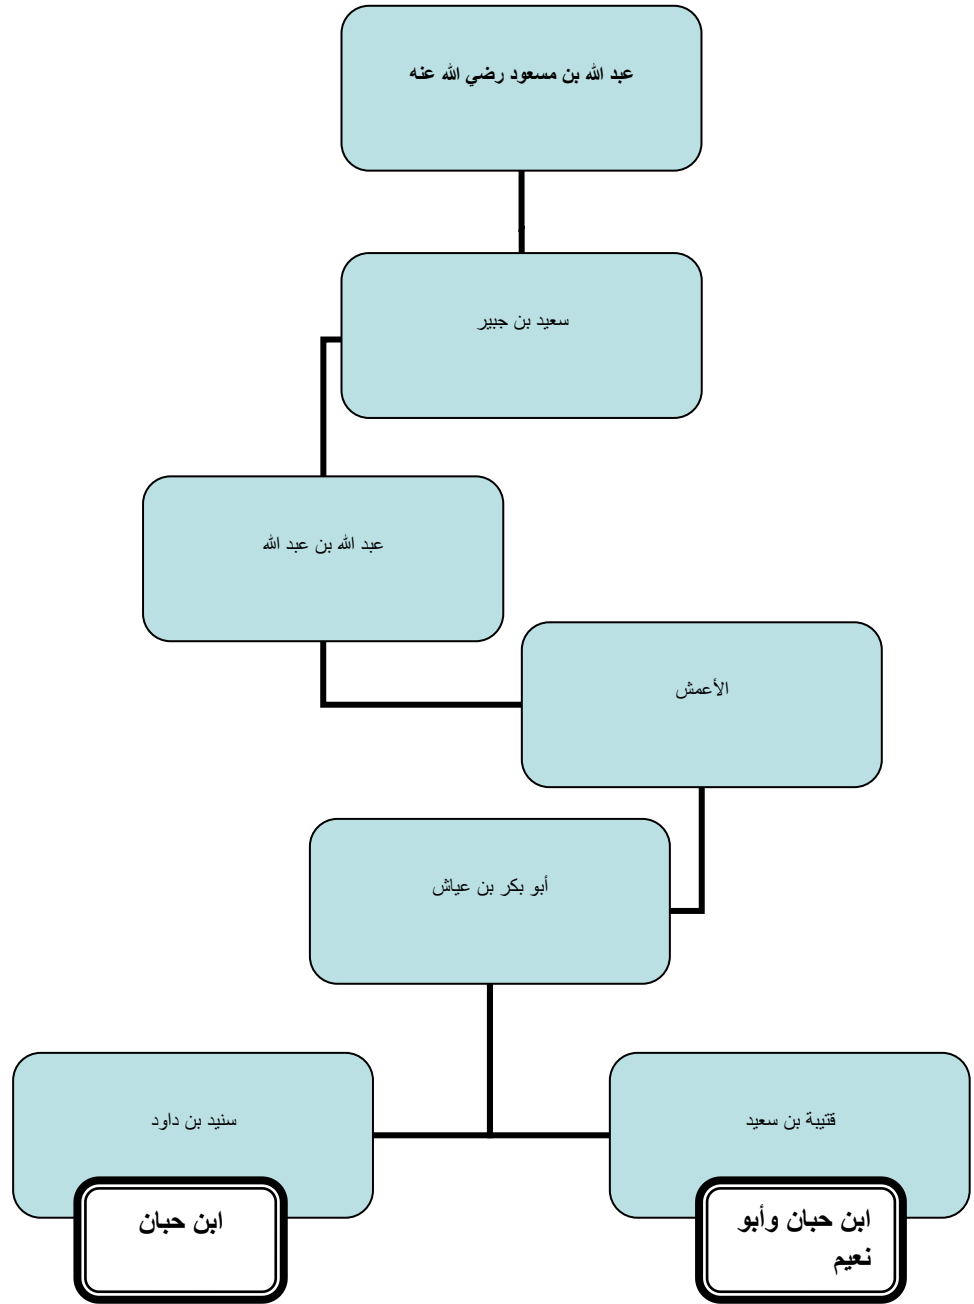 عبد الله بن مسعود رضي الله عنه
سعيد بن جبير
عبد الله بن عبد الله
الأعمش
أبو بكر بن عياش
قتيبة بن سعيد
سنيد بن داود
ابن حبان وأبو
نعيم
ابن حبان